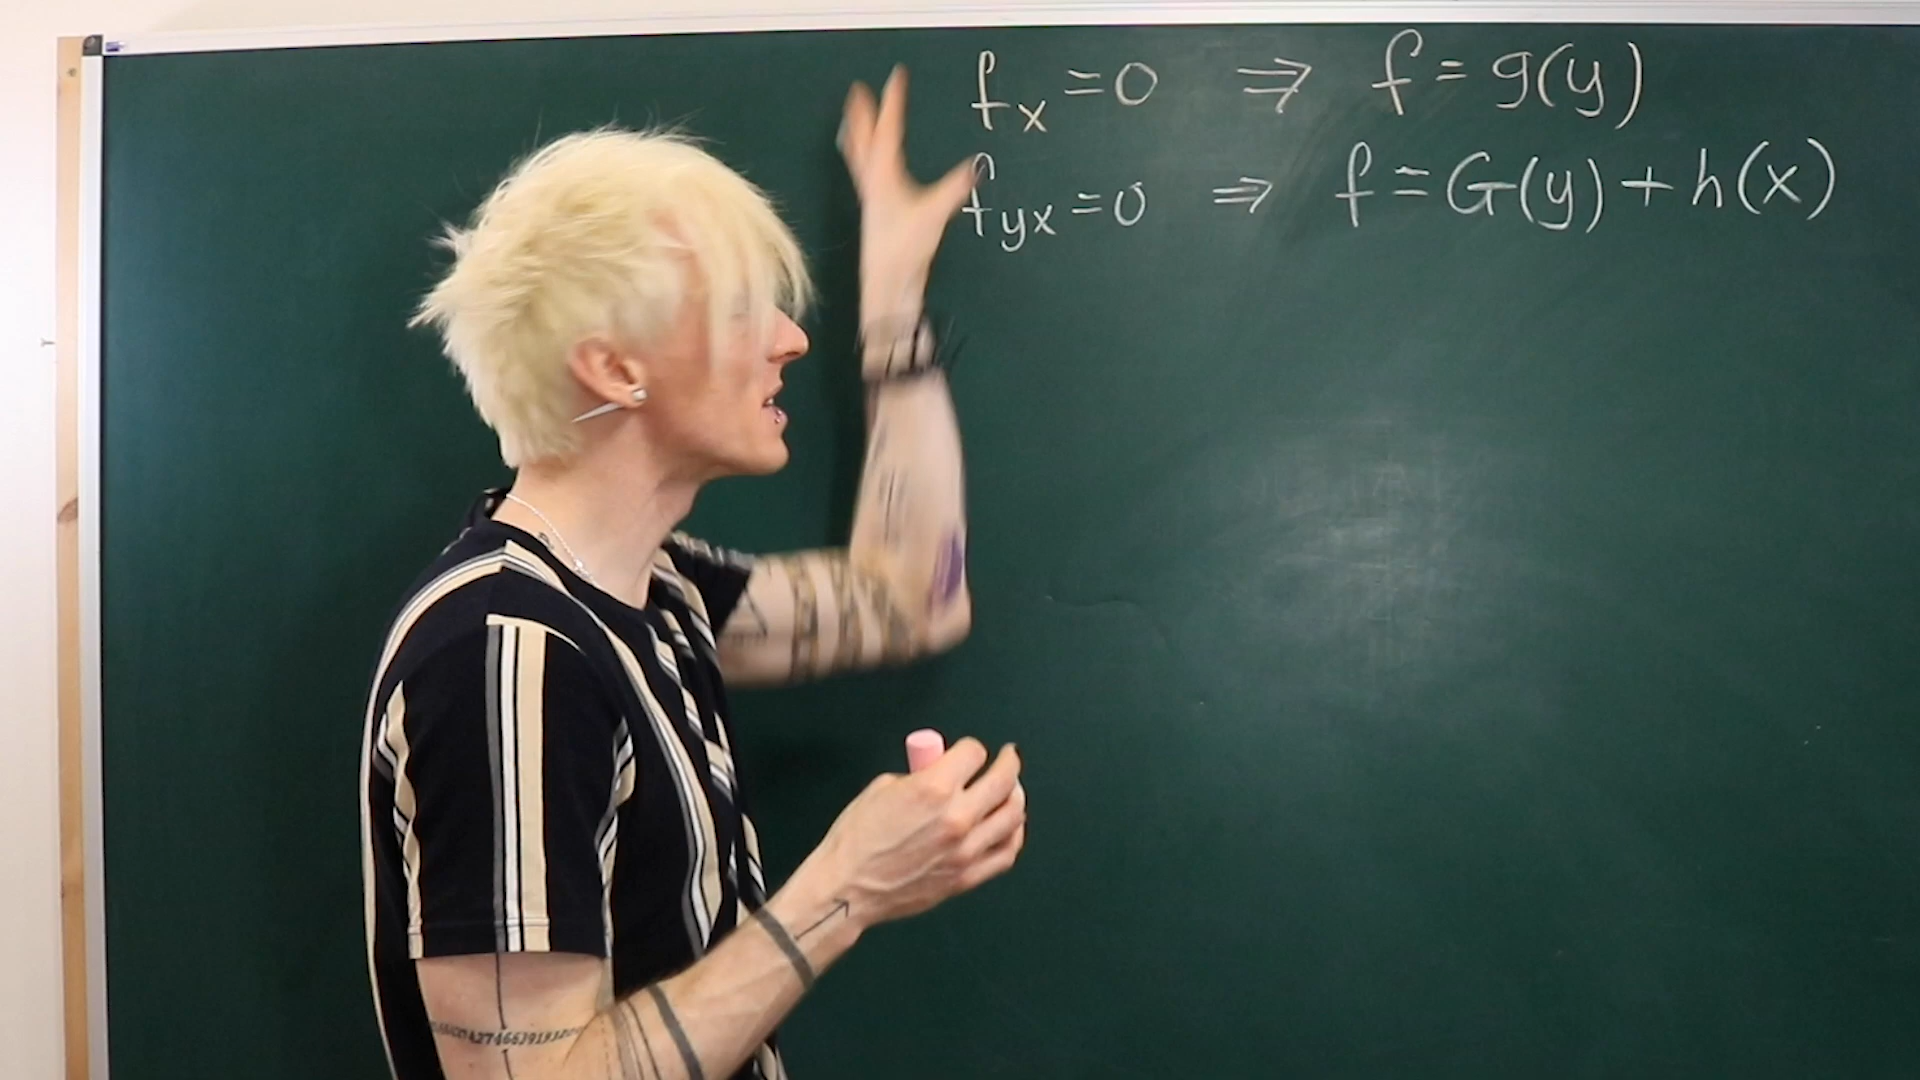 fx = 0 ⇒ f = g(y)
fyx = 0 ⇒ f = G(y) + h(x)